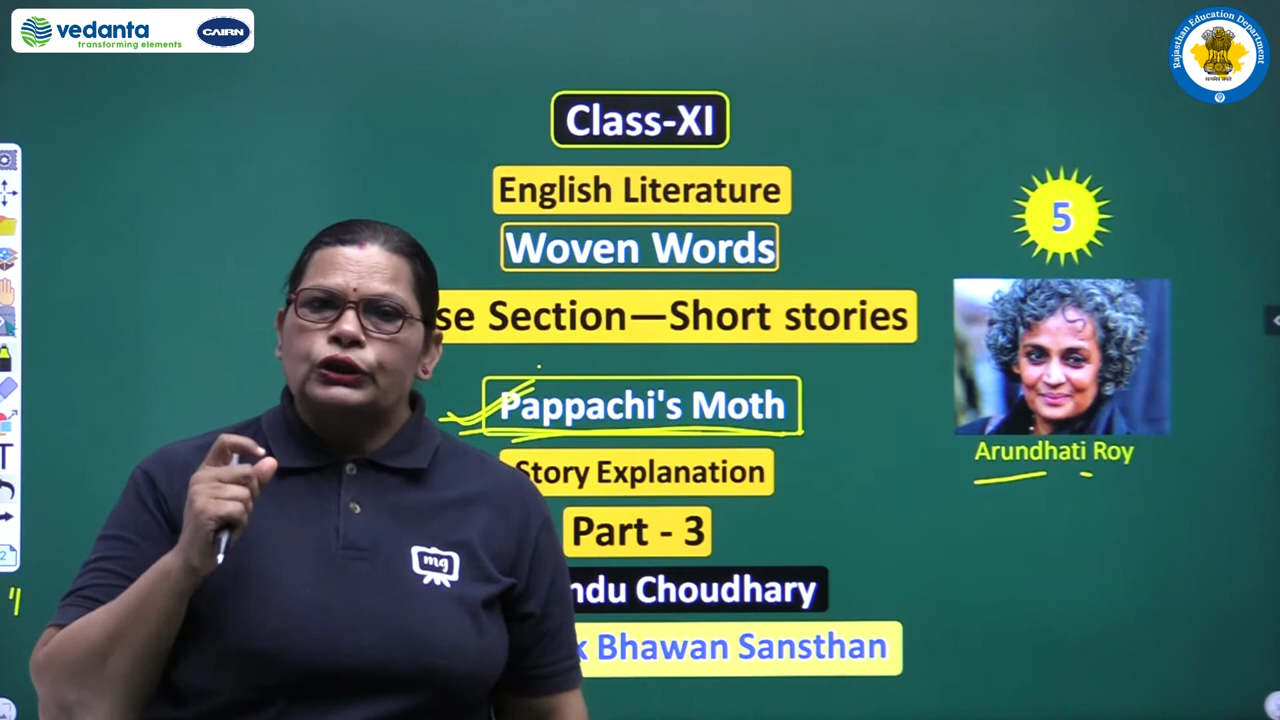 vedanta
transforming elements
CAIRN
Rajasthan Education Department
Class-XI
English Literature
5
Woven Words
se Section—Short stories
Pappachi's Moth
Arundhati Roy
Story Explanation
Part - 3
mg
ndu Choudhary
k Bhawan Sansthan